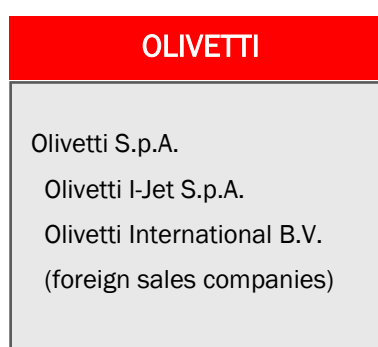 OLIVETTI
Olivetti S.p.A.
Olivetti I-Jet S.p.A.
Olivetti International B.V.
(foreign sales companies)